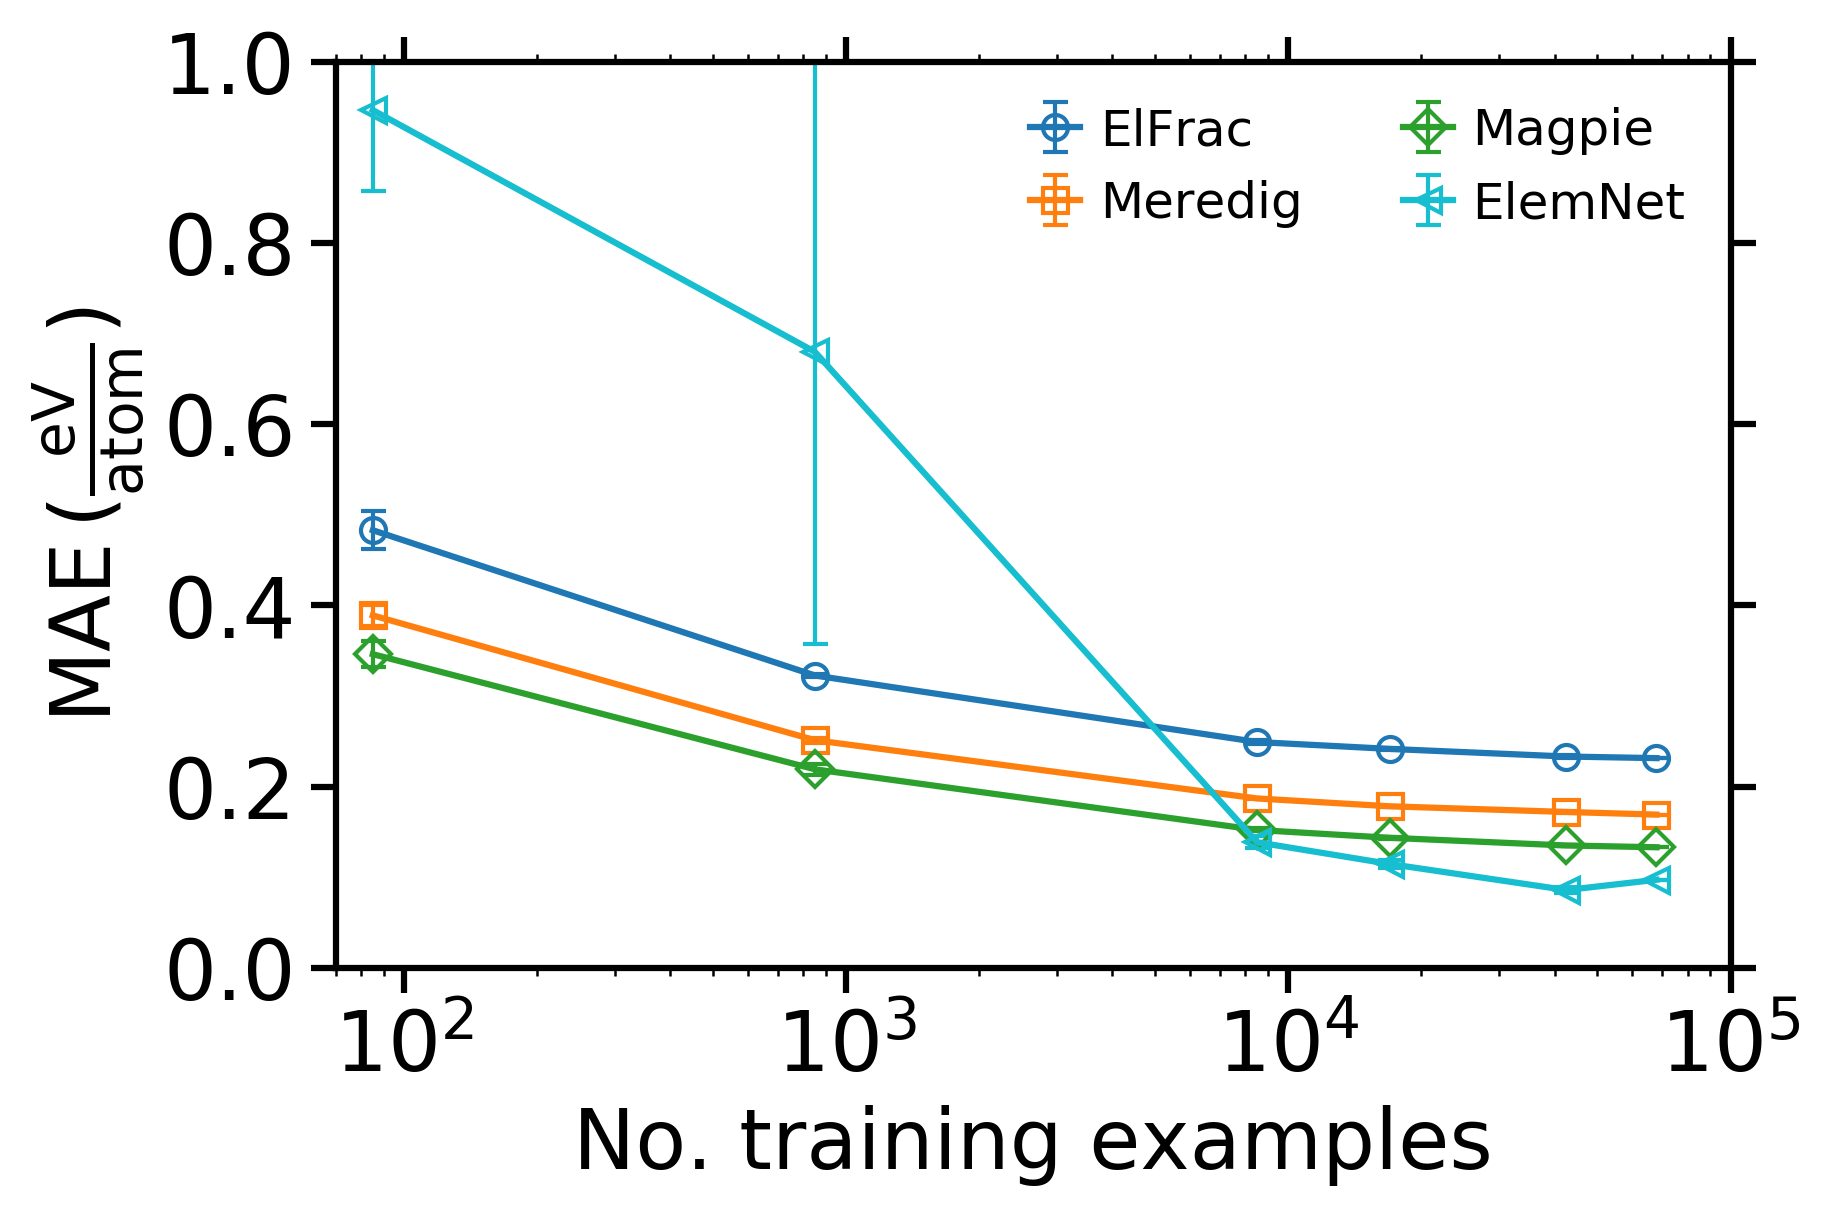 1.0
0.8
0.6
0.4
0.2
0.0
MAE (eV/atom)
ElFrac
Meredig
Magpie
ElemNet
10²
10³
10⁴
10⁵
No. training examples